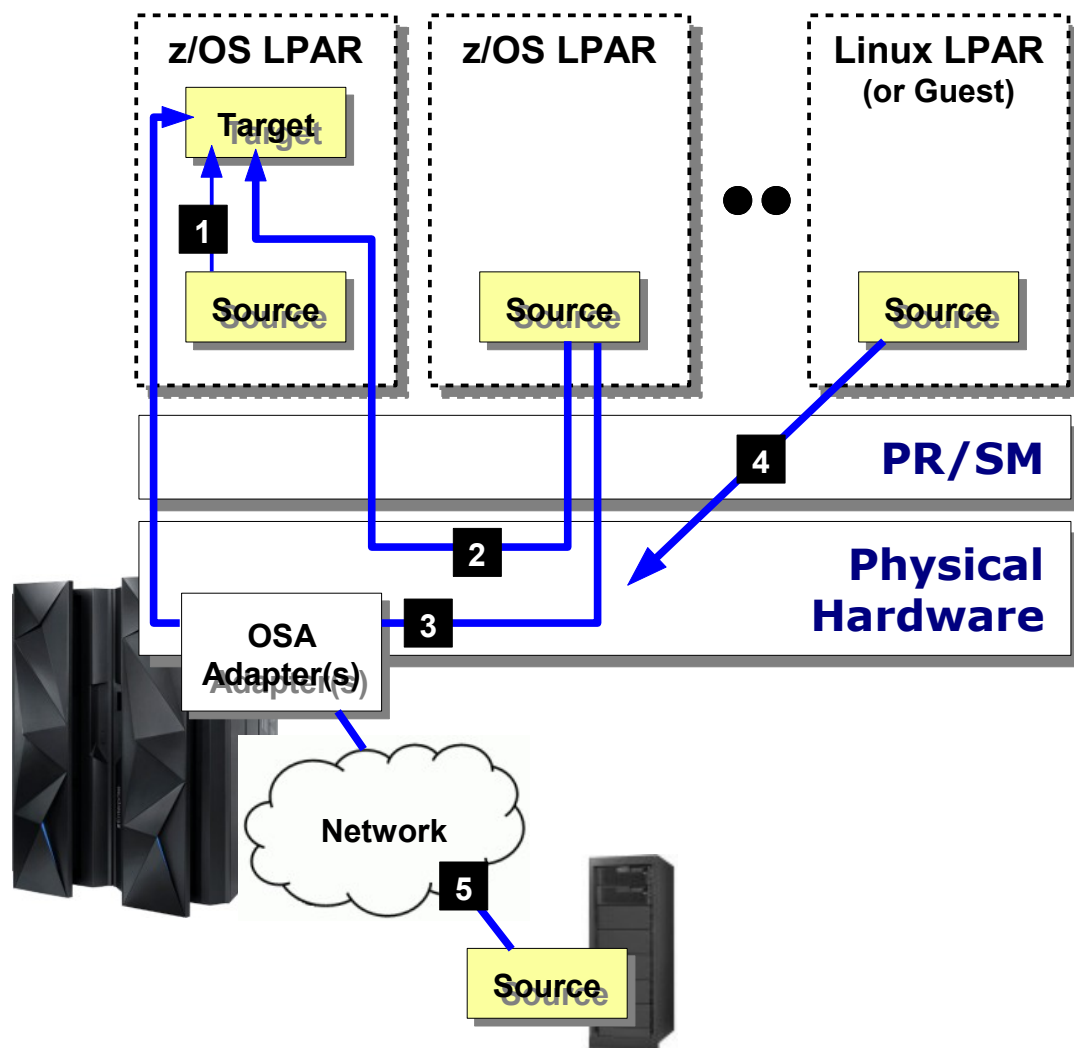 z/OS LPAR
z/OS LPAR
Linux LPAR
(or Guest)
Target
1
Source
Source
Source
4
PR/SM
2
Physical
Hardware
3
OSA
Adapter(s)
Network
5
Source